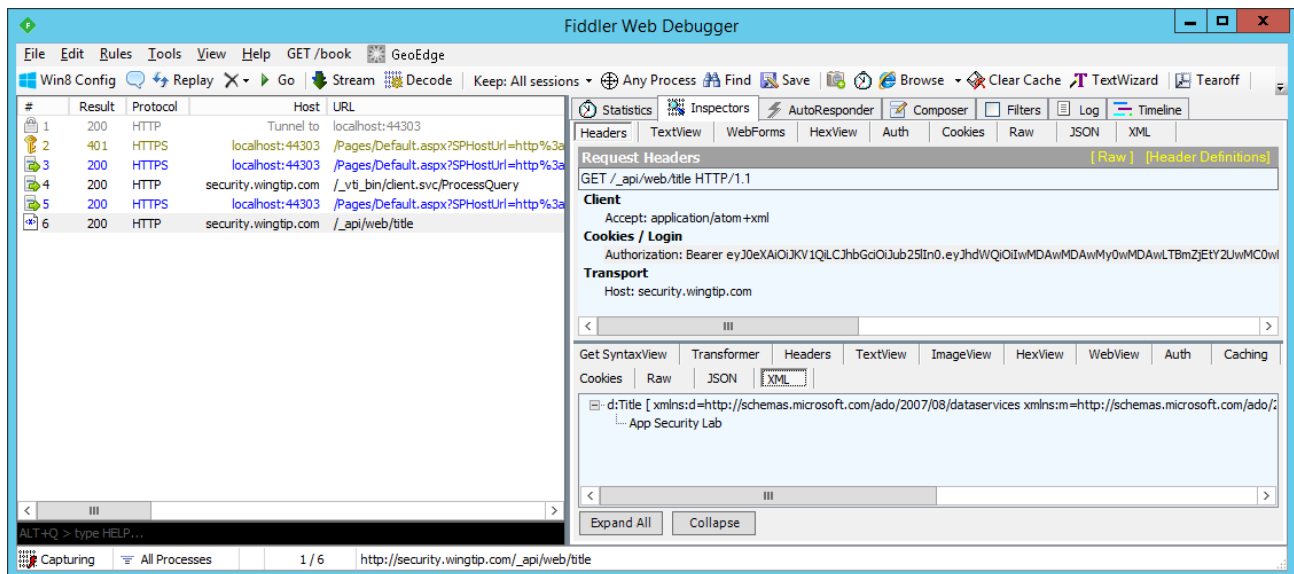 Fiddler Web Debugger
File Edit Rules Tools View Help GET /book GeoEdge
Win8 Config Replay Go Stream Decode Keep: All sessions Any Process Find Save Browse Clear Cache TextWizard Tearoff
# Result Protocol Host URL
1 200 HTTP Tunnel to localhost:44303
2 401 HTTPS localhost:44303 /Pages/Default.aspx?SPHostUrl=http%3a
3 200 HTTPS localhost:44303 /Pages/Default.aspx?SPHostUrl=http%3a
4 200 HTTP security.wingtip.com /_vti_bin/client.svc/ProcessQuery
5 200 HTTPS localhost:44303 /Pages/Default.aspx?SPHostUrl=http%3a
6 200 HTTP security.wingtip.com /_api/web/title
ALT+Q > type HELP...
Statistics Inspectors AutoResponder Composer Filters Log Timeline
Headers TextView WebForms HexView Auth Cookies Raw JSON XML
Request Headers [ Raw ] [Header Definitions]
GET /_api/web/title HTTP/1.1
Client
Accept: application/atom+xml
Cookies / Login
Authorization: Bearer eyJ0eXAiOiJKV1QiLCJhbGciOiJub25lIn0.eyJhdWQiOiIwMDAwMDAwMy0wMDAwLTBmZjEtY2UwMC0wI
Transport
Host: security.wingtip.com
Get SyntaxView Transformer Headers TextView ImageView HexView WebView Auth Caching
Cookies Raw JSON XML
d:Title [ xmlns:d=http://schemas.microsoft.com/ado/2007/08/dataservices xmlns:m=http://schemas.microsoft.com/ado/2
App Security Lab
Expand All Collapse
Capturing All Processes 1 / 6 http://security.wingtip.com/_api/web/title